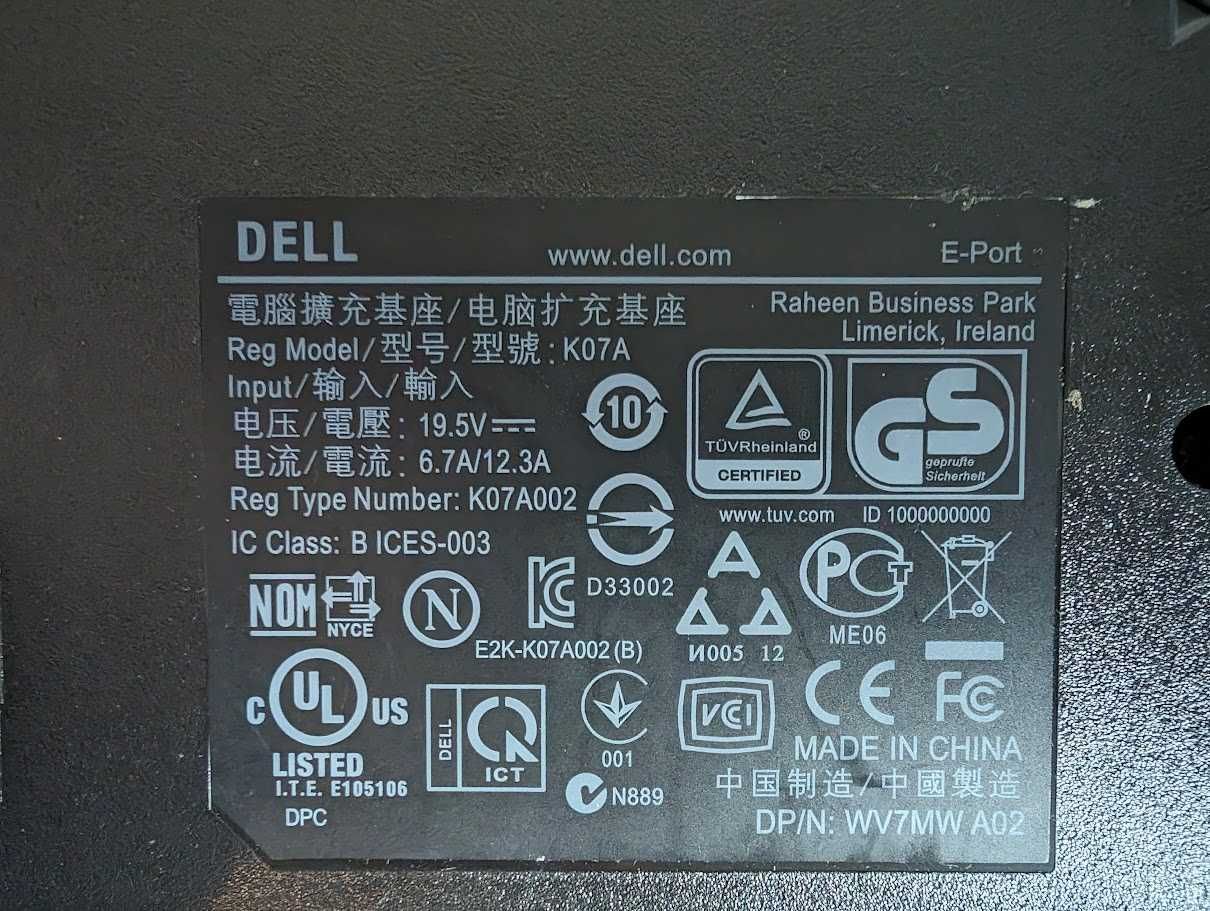 DELL www.dell.com E-Port
電腦擴充基座/电脑扩充基座
Raheen Business Park
Limerick, Ireland
Reg Model/型号/型號: K07A
Input/输入/輸入
电压/電壓: 19.5V
电流/電流: 6.7A/12.3A
Reg Type Number: K07A002
IC Class: B ICES-003
10
TÜVRheinland®
CERTIFIED
GS
geprüfte
Sicherheit
www.tuv.com ID 1000000000
D33002
NOM
NYCE
N
E2K-K07A002 (B)
И005 12
PCT
ME06
C UL US
LISTED
I.T.E. E105106
DPC
DELL
ICT
001
N889
VCI
CE FC
MADE IN CHINA
中国制造/中國製造
DP/N: WV7MW A02